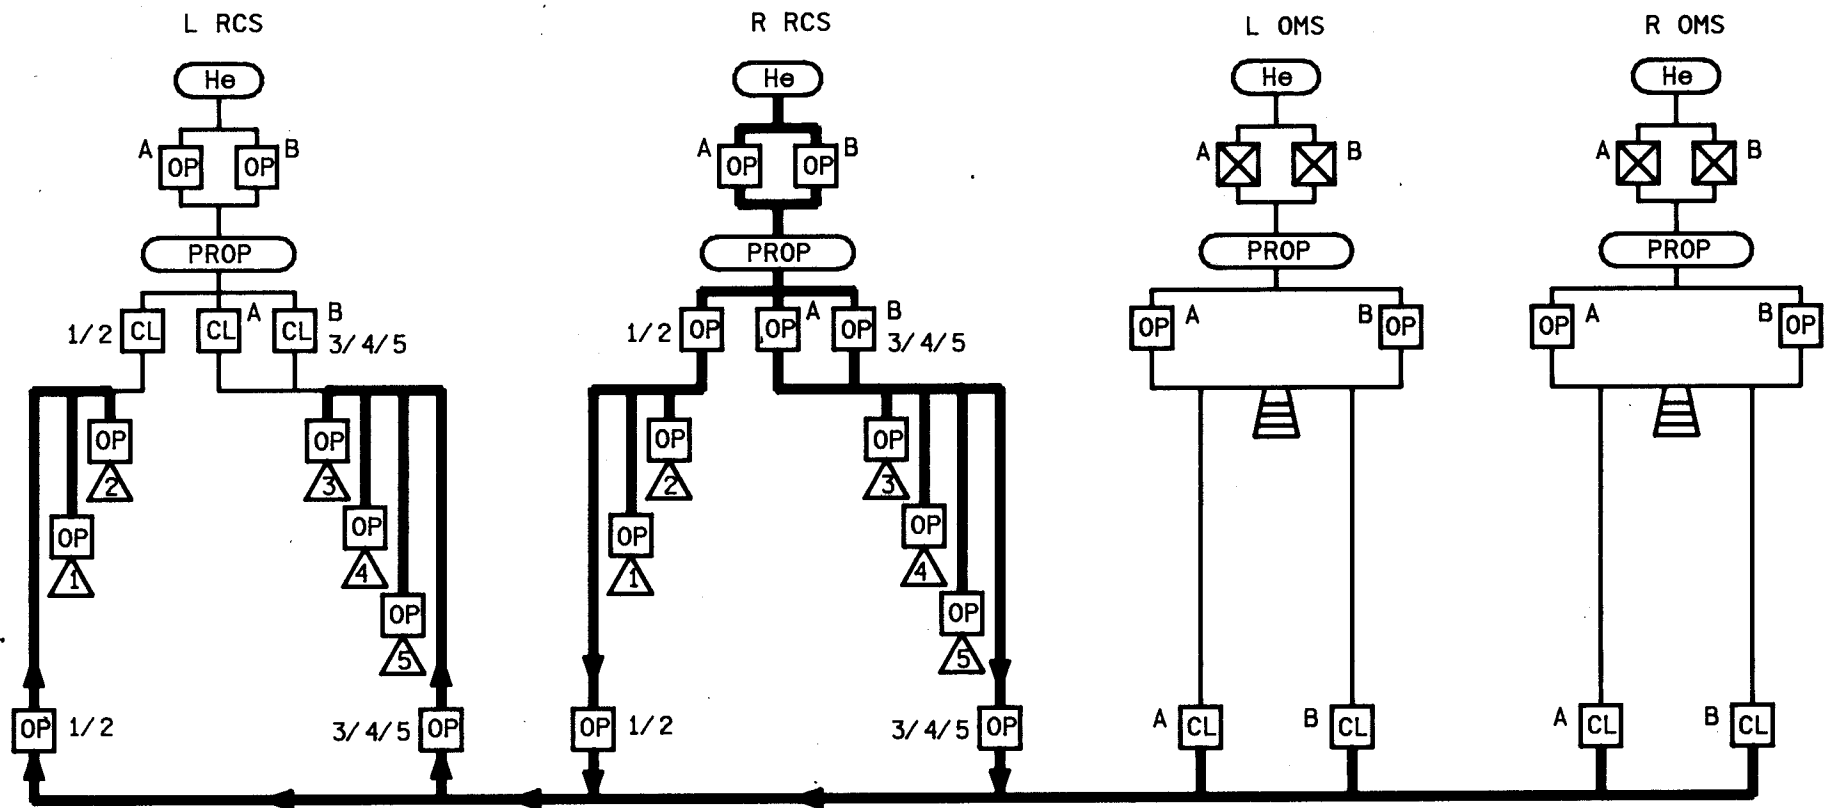 L RCS R RCS L OMS R OMS
He He He He
A OP OP B A OP OP B A B A B
PROP PROP PROP PROP
1/2 CL CL A CL B 3/4/5 1/2 OP OP A OP B 3/4/5 OP A B OP OP A B OP
OP OP OP OP
2 3 2 3
OP OP OP OP
1 4 1 4
OP OP
5 5
OP 1/2 3/4/5 OP OP 1/2 3/4/5 OP A CL B CL A CL B CL